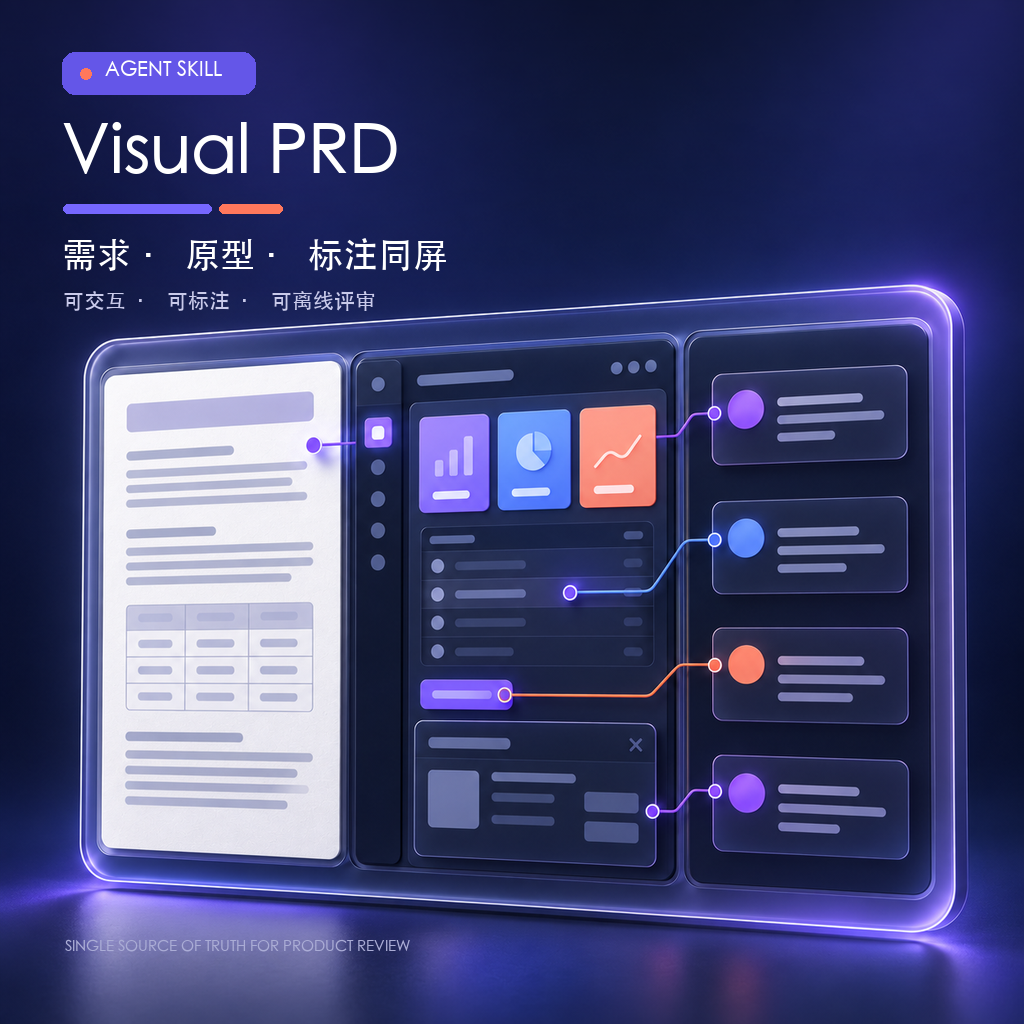 AGENT SKILL
Visual PRD
需求 · 原型 · 标注同屏
可交互 · 可标注 · 可离线评审
SINGLE SOURCE OF TRUTH FOR PRODUCT REVIEW